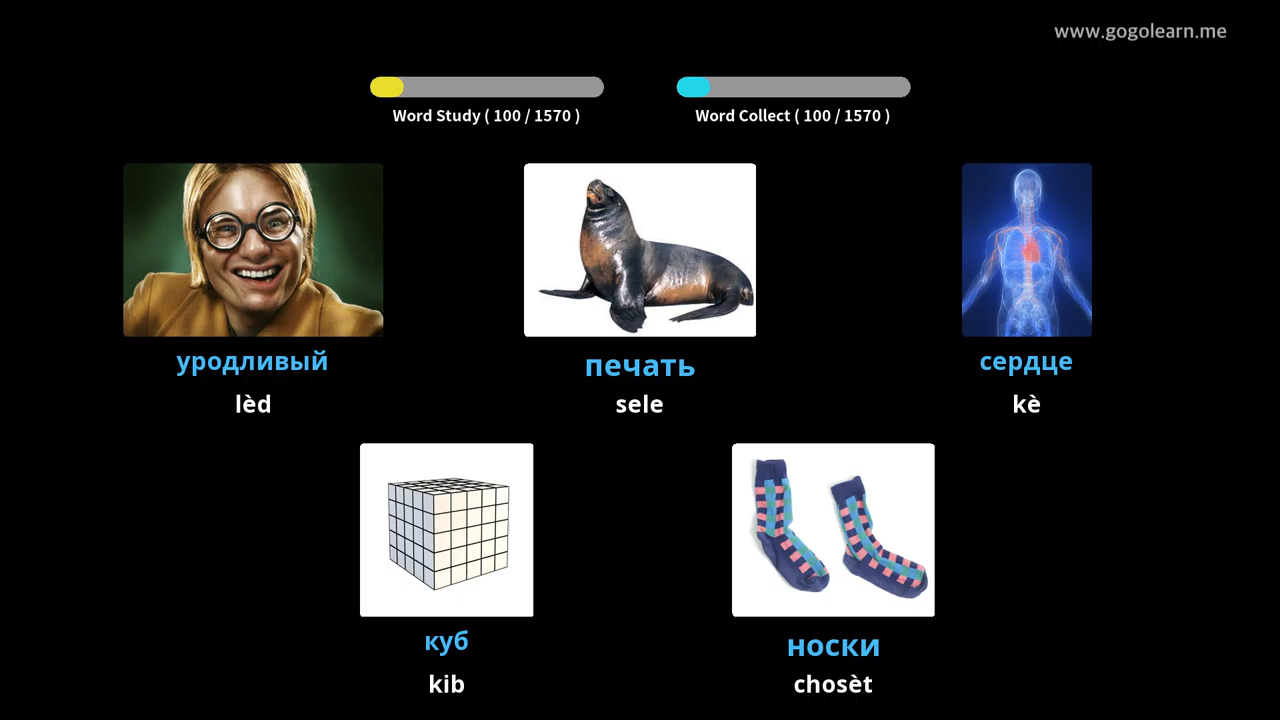 www.gogolearn.me
Word Study ( 100 / 1570 )
Word Collect ( 100 / 1570 )
уродливый
печать
сердце
lèd
sele
kè
куб
носки
kib
chosèt